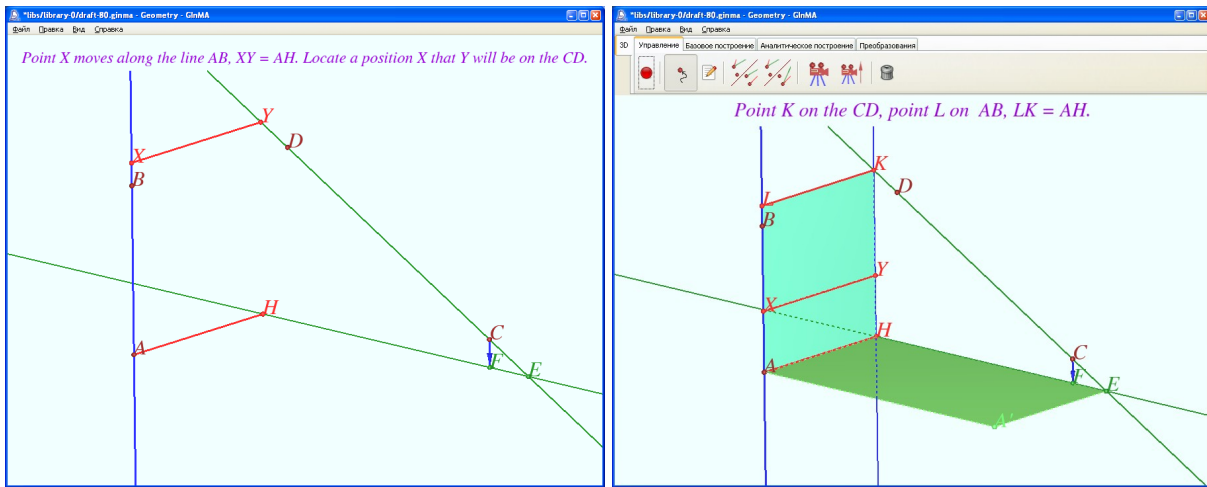 *libs/library-0/draft-80.ginma - Geometry - GInMA
Файл Правка Вид Справка
Point X moves along the line AB, XY = AH. Locate a position X that Y will be on the CD.
Y
D
X
B
H
A
C
F
E
*libs/library-0/draft-80.ginma - Geometry - GInMA
Файл Правка Вид Справка
3D Управление Базовое построение Аналитическое построение Преобразования
Point K on the CD, point L on AB, LK = AH.
K
D
L
B
Y
X
H
A
C
F
E
A'